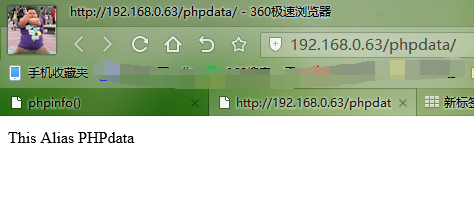 http://192.168.0.63/phpdata/ - 360极速浏览器
192.168.0.63/phpdata/
手机收藏夹
phpinfo()
http://192.168.0.63/phpdat
新标签
This Alias PHPdata